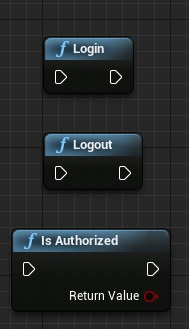 f Login
f Logout
f Is Authorized
Return Value